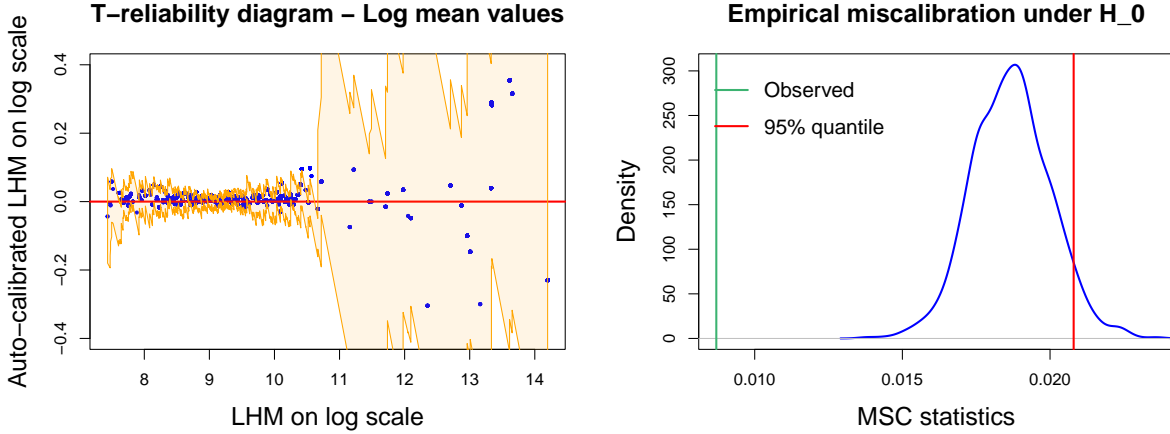 T−reliability diagram − Log mean values
Auto−calibrated LHM on log scale
0.4
0.2
0.0
−0.2
−0.4
8 9 10 11 12 13 14
LHM on log scale
Empirical miscalibration under H_0
Density
300
250
200
150
100
50
0
Observed
95% quantile
0.010 0.015 0.020
MSC statistics